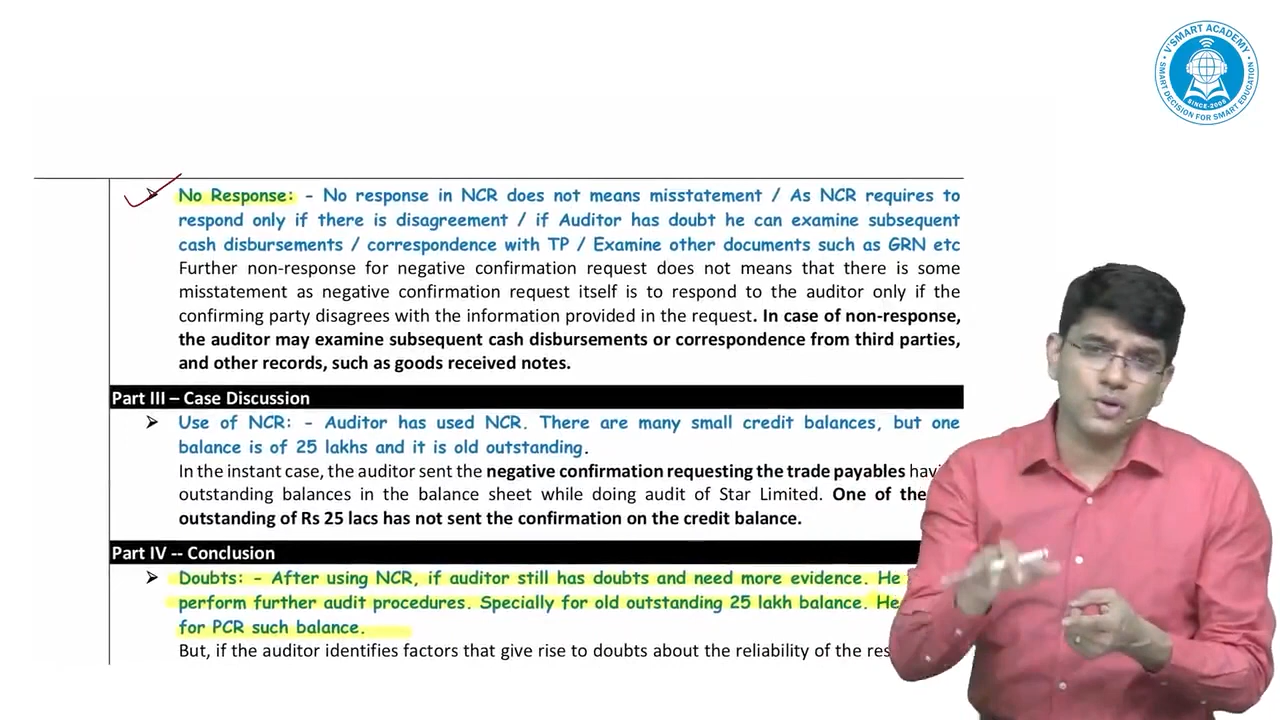 V'SMART ACADEMY
SMART DECISION FOR SMART EDUCATION
SINCE-2006
No Response: - No response in NCR does not means misstatement / As NCR requires to
respond only if there is disagreement / if Auditor has doubt he can examine subsequent
cash disbursements / correspondence with TP / Examine other documents such as GRN etc
Further non-response for negative confirmation request does not means that there is some
misstatement as negative confirmation request itself is to respond to the auditor only if the
confirming party disagrees with the information provided in the request. In case of non-response,
the auditor may examine subsequent cash disbursements or correspondence from third parties,
and other records, such as goods received notes.
Part III – Case Discussion
Use of NCR: - Auditor has used NCR. There are many small credit balances, but one
balance is of 25 lakhs and it is old outstanding.
In the instant case, the auditor sent the negative confirmation requesting the trade payables
outstanding balances in the balance sheet while doing audit of Star Limited. One of the
outstanding of Rs 25 lacs has not sent the confirmation on the credit balance.
Part IV -- Conclusion
Doubts: - After using NCR, if auditor still has doubts and need more evidence. He
perform further audit procedures. Specially for old outstanding 25 lakh balance. He
for PCR such balance.
But, if the auditor identifies factors that give rise to doubts about the reliability of the